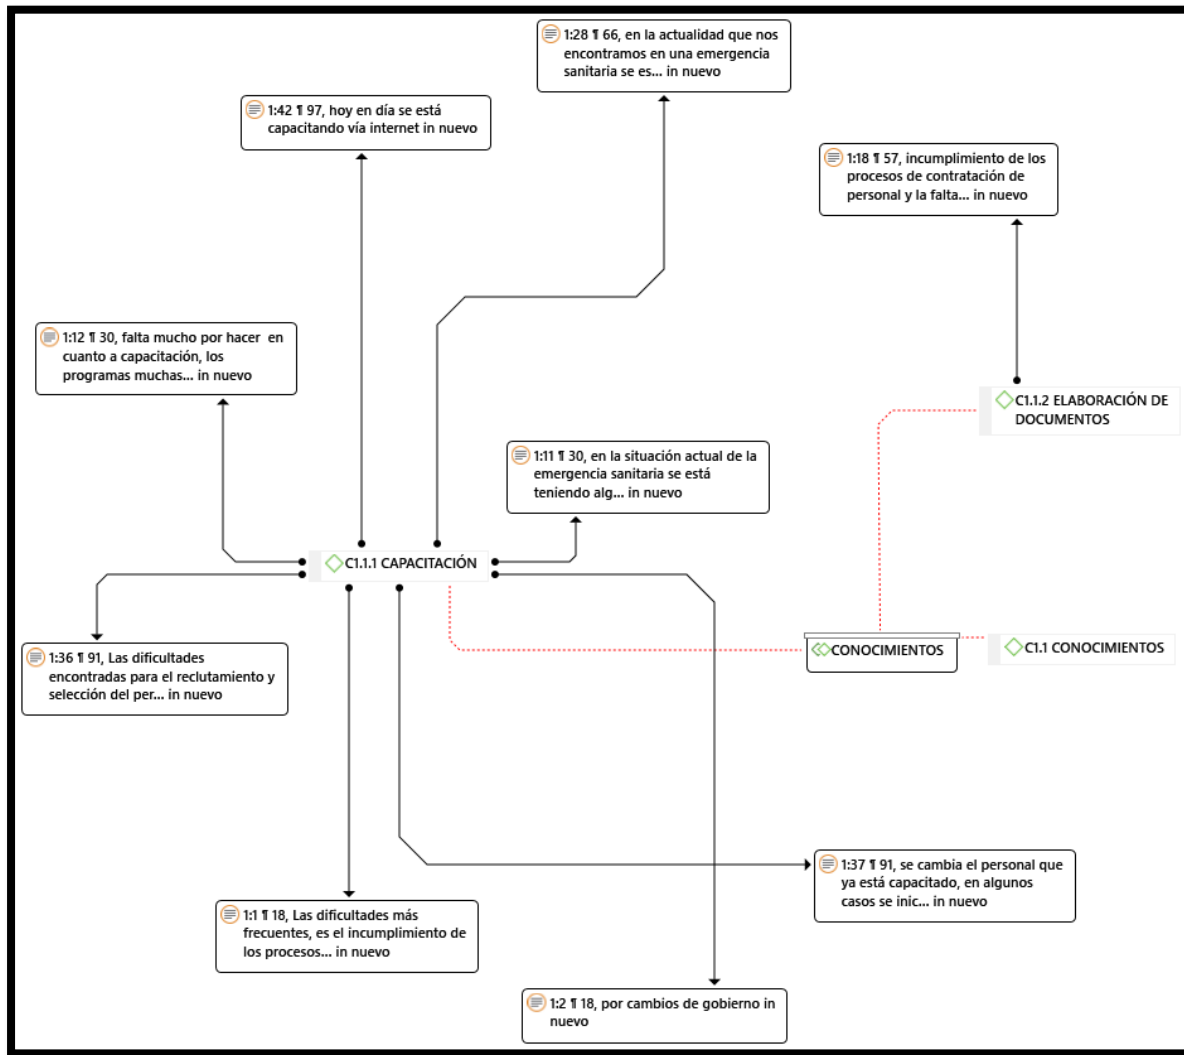 1:28 ¶ 66, en la actualidad que nos
encontramos en una emergencia
sanitaria se es... in nuevo
1:42 ¶ 97, hoy en día se está
capacitando vía internet in nuevo
1:18 ¶ 57, incumplimiento de los
procesos de contratación de
personal y la falta... in nuevo
1:12 ¶ 30, falta mucho por hacer  en
cuanto a capacitación, los
programas muchas... in nuevo
C1.1.2 ELABORACIÓN DE
DOCUMENTOS
1:11 ¶ 30, en la situación actual de la
emergencia sanitaria se está
teniendo alg... in nuevo
C1.1.1 CAPACITACIÓN
CONOCIMIENTOS
C1.1 CONOCIMIENTOS
1:36 ¶ 91, Las dificultades
encontradas para el reclutamiento y
selección del per... in nuevo
1:37 ¶ 91, se cambia el personal que
ya está capacitado, en algunos
casos se inic... in nuevo
1:1 ¶ 18, Las dificultades más
frecuentes, es el incumplimiento de
los procesos... in nuevo
1:2 ¶ 18, por cambios de gobierno in
nuevo